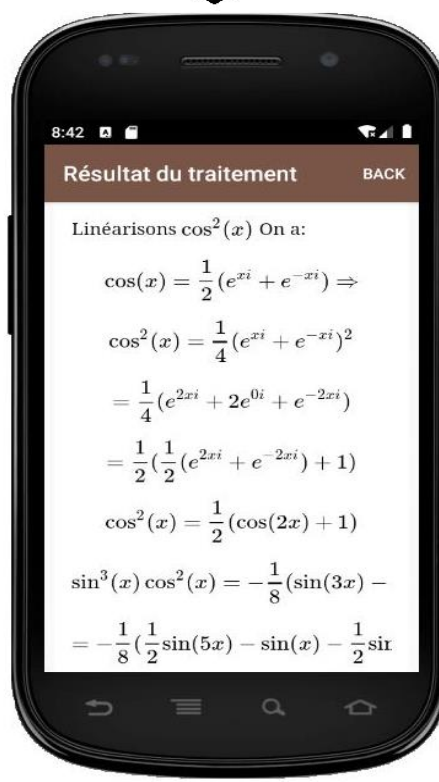 8:42
Résultat du traitement BACK
Linéarisons cos²(x) On a:
cos(x) = 1/2(e^{xi} + e^{−xi}) ⇒
cos²(x) = 1/4(e^{xi} + e^{−xi})²
= 1/4(e^{2xi} + 2e^{0i} + e^{−2xi})
= 1/2(1/2(e^{2xi} + e^{−2xi}) + 1)
cos²(x) = 1/2(cos(2x) + 1)
sin³(x) cos²(x) = −1/8(sin(3x) −
= −1/8(1/2 sin(5x) − sin(x) − 1/2